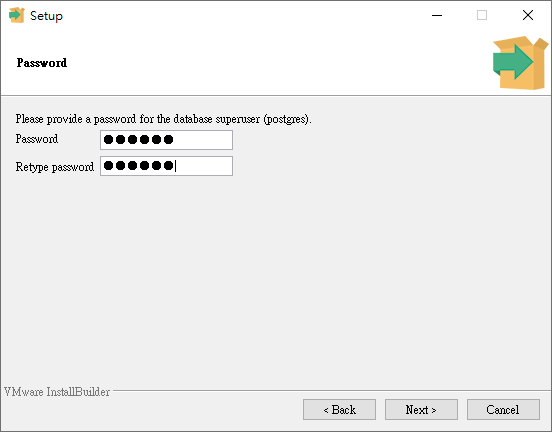 Setup
Password
Please provide a password for the database superuser (postgres).
Password ●●●●●●
Retype password ●●●●●●
VMware InstallBuilder
< Back Next > Cancel